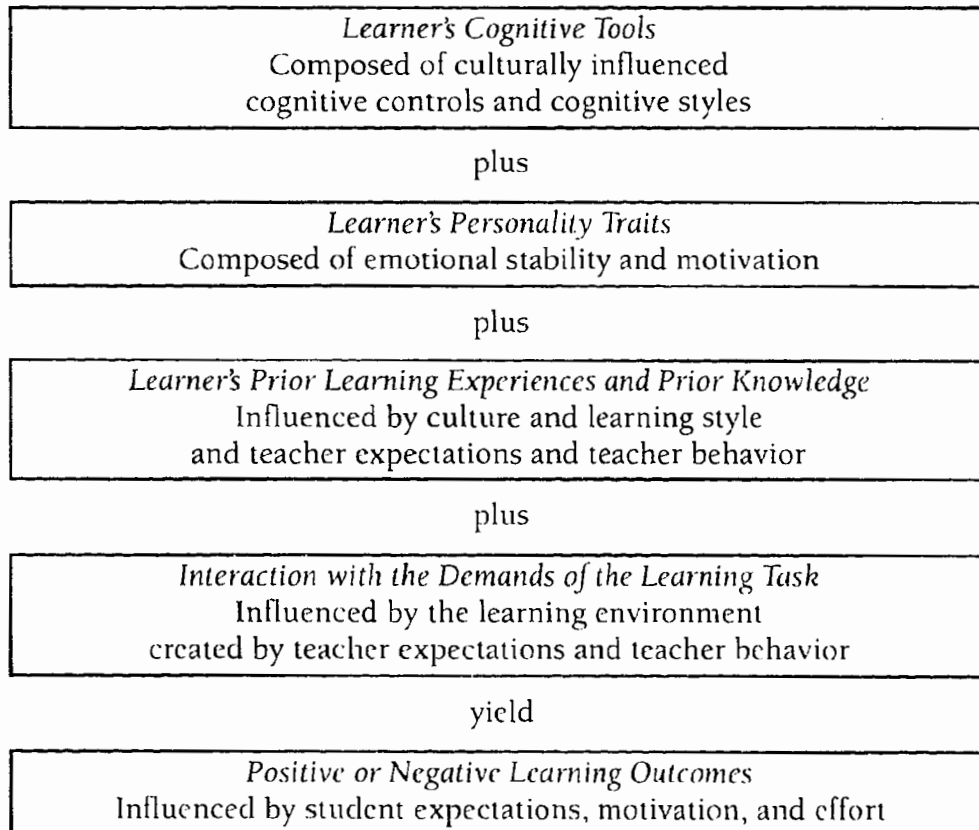 Learner's Cognitive Tools
Composed of culturally influenced
cognitive controls and cognitive styles
plus
Learner's Personality Traits
Composed of emotional stability and motivation
plus
Learner's Prior Learning Experiences and Prior Knowledge
Influenced by culture and learning style
and teacher expectations and teacher behavior
plus
Interaction with the Demands of the Learning Task
Influenced by the learning environment
created by teacher expectations and teacher behavior
yield
Positive or Negative Learning Outcomes
Influenced by student expectations, motivation, and effort